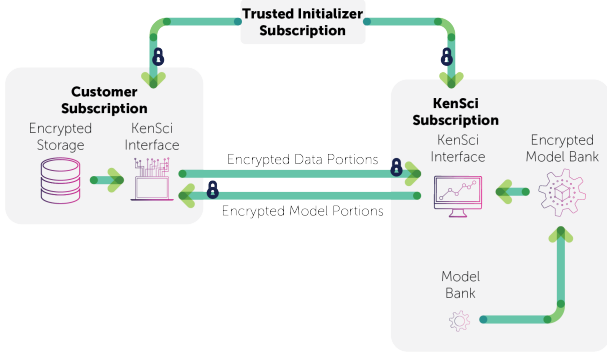 Trusted Initializer
Subscription
Customer
Subscription
Encrypted
Storage
KenSci
Interface
Encrypted Data Portions
Encrypted Model Portions
KenSci
Subscription
KenSci
Interface
Encrypted
Model Bank
Model
Bank